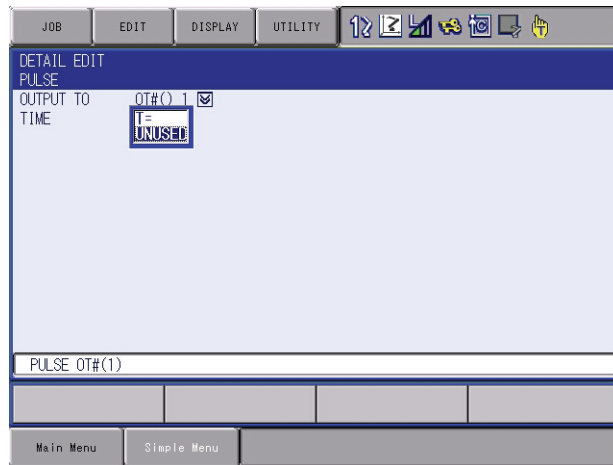 JOB EDIT DISPLAY UTILITY
DETAIL EDIT
PULSE
OUTPUT TO OT#() 1
TIME T=
UNUSED
PULSE OT#(1)
Main Menu Simple Menu